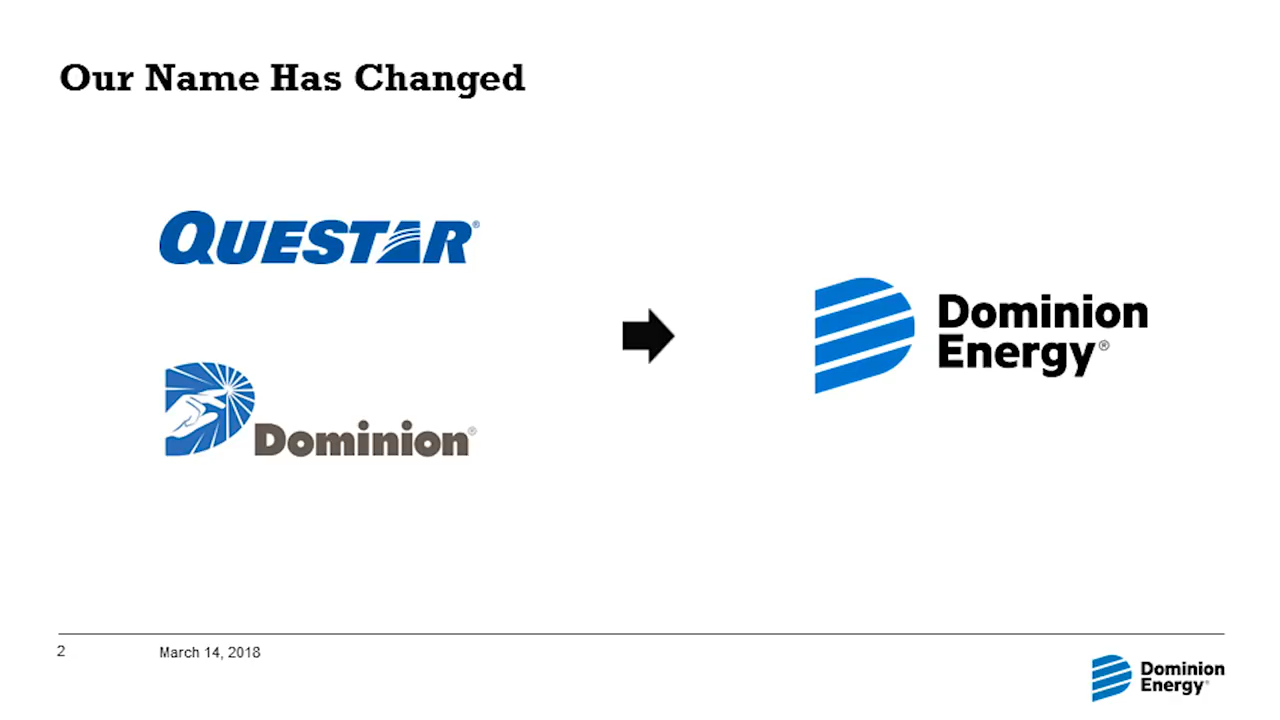 Our Name Has Changed
QUESTAR®
Dominion®
Dominion
Energy®
2
March 14, 2018
Dominion
Energy®